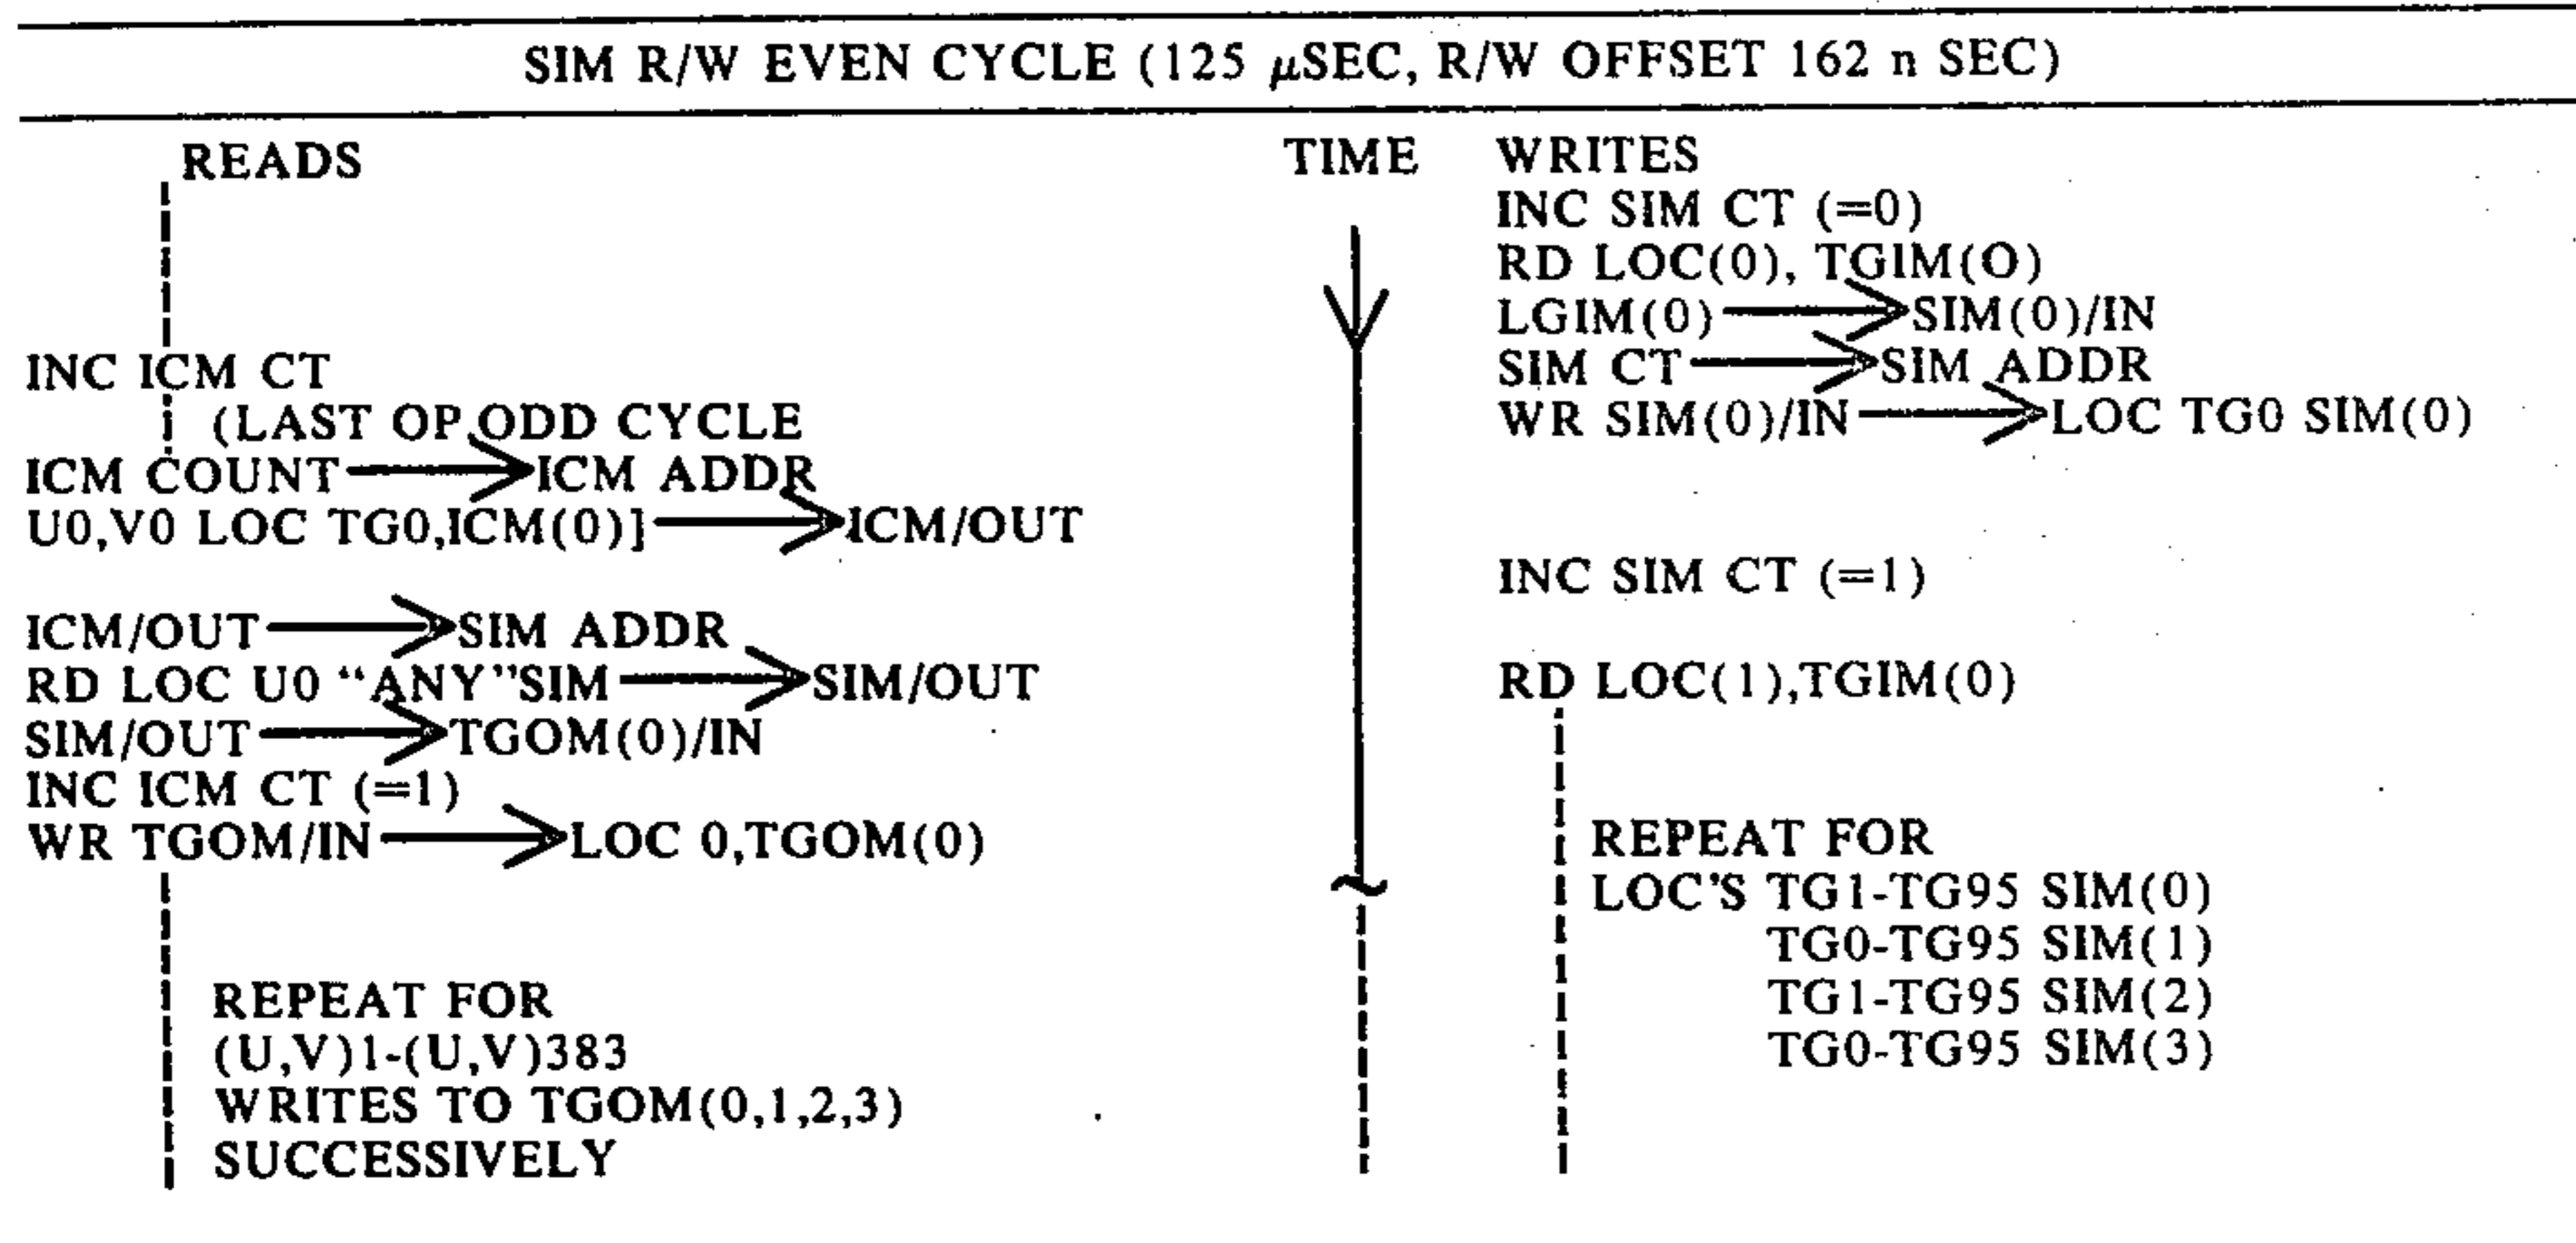 SIM R/W EVEN CYCLE (125 μSEC, R/W OFFSET 162 n SEC)
READS
INC ICM CT
(LAST OP ODD CYCLE
ICM COUNT→ICM ADDR
U0,V0 LOC TG0,ICM(0)]→ICM/OUT
ICM/OUT→SIM ADDR
RD LOC U0 “ANY”SIM→SIM/OUT
SIM/OUT→TGOM(0)/IN
INC ICM CT (=1)
WR TGOM/IN→LOC 0,TGOM(0)
REPEAT FOR
(U,V)1-(U,V)383
WRITES TO TGOM(0,1,2,3)
SUCCESSIVELY
TIME
WRITES
INC SIM CT (=0)
RD LOC(0), TGIM(O)
LGIM(0)→SIM(0)/IN
SIM CT→SIM ADDR
WR SIM(0)/IN→LOC TG0 SIM(0)
INC SIM CT (=1)
RD LOC(1),TGIM(0)
REPEAT FOR
LOC'S TG1-TG95 SIM(0)
TG0-TG95 SIM(1)
TG1-TG95 SIM(2)
TG0-TG95 SIM(3)